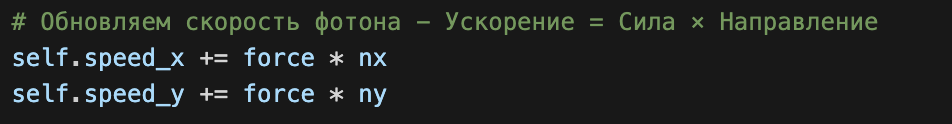 # Обновляем скорость фотона - Ускорение = Сила × Направление
self.speed_x += force * nx
self.speed_y += force * ny